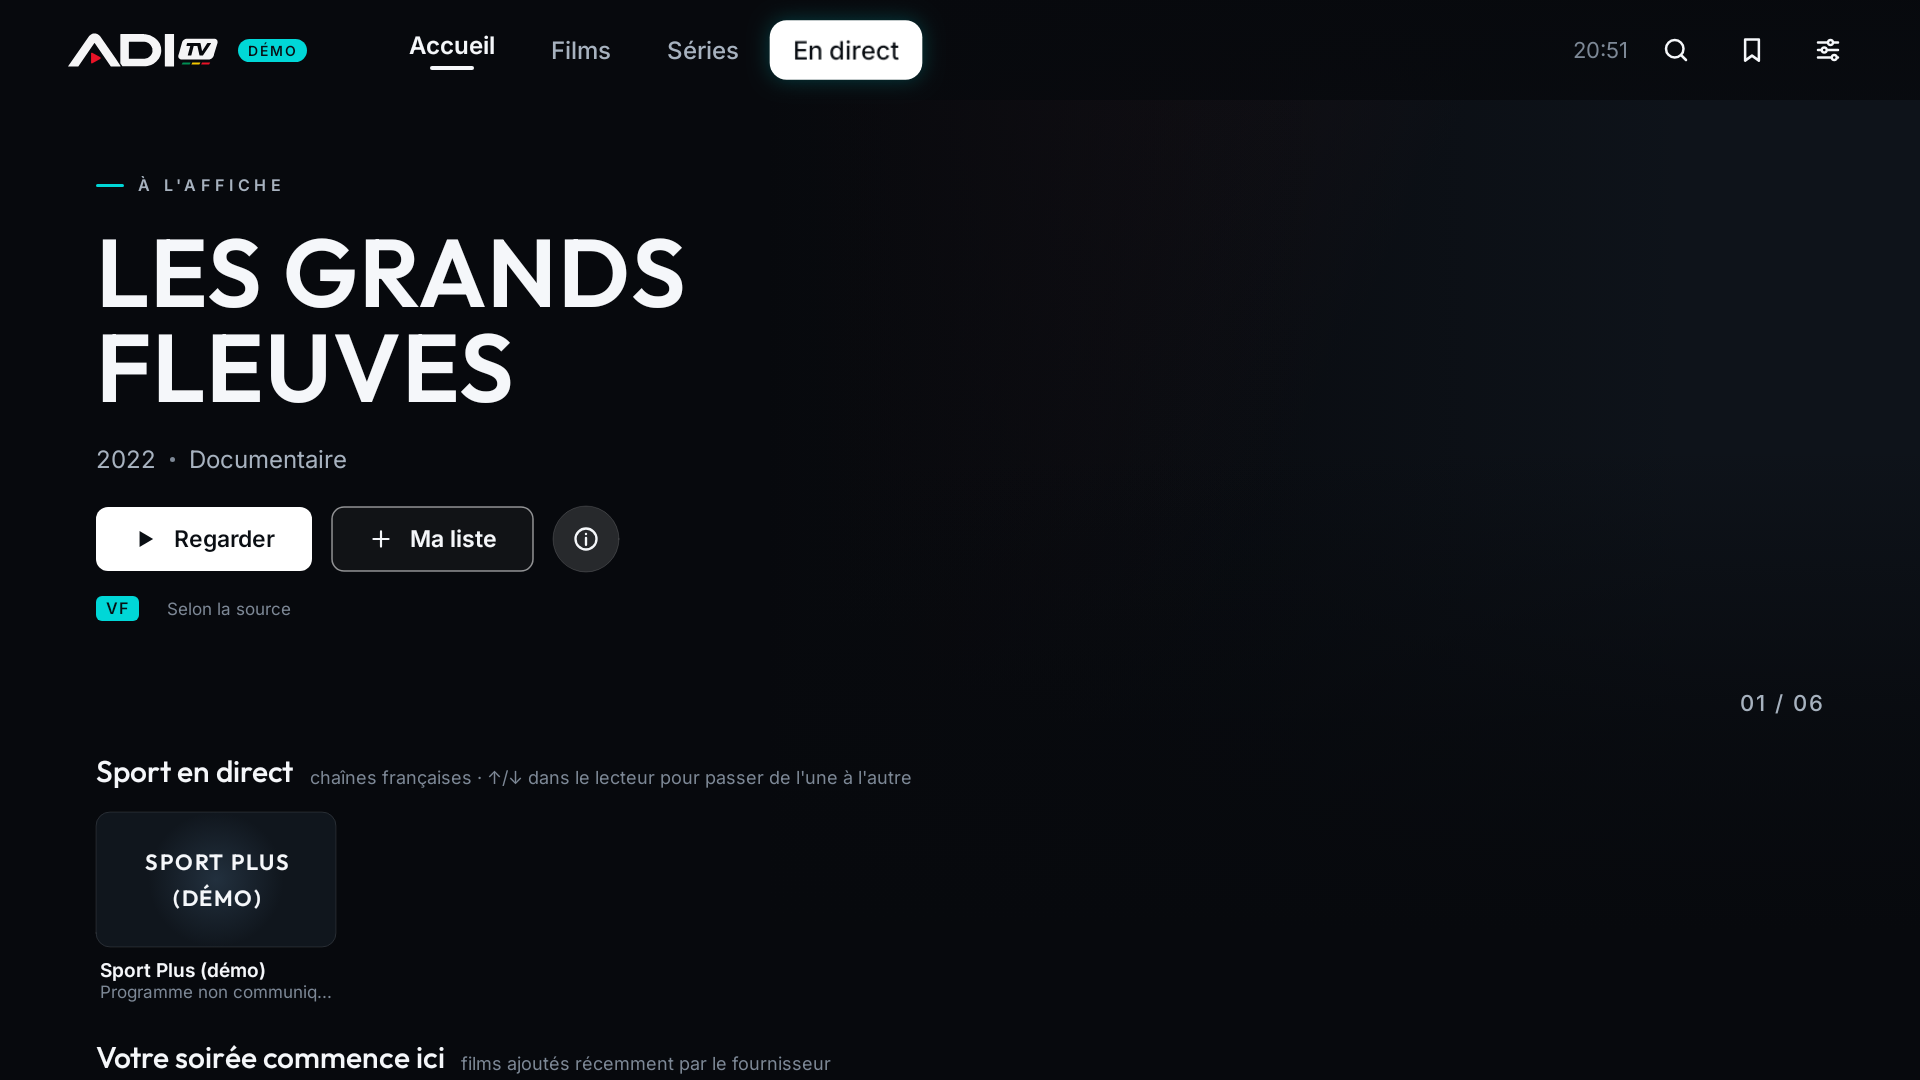 ADI TV DÉMO Accueil Films Séries En direct 20:51
À L'AFFICHE
LES GRANDS
FLEUVES
2022 • Documentaire
Regarder Ma liste
VF Selon la source
01 / 06
Sport en direct chaînes françaises · ↑/↓ dans le lecteur pour passer de l'une à l'autre
SPORT PLUS
(DÉMO)
Sport Plus (démo)
Programme non communiq...
Votre soirée commence ici films ajoutés récemment par le fournisseur